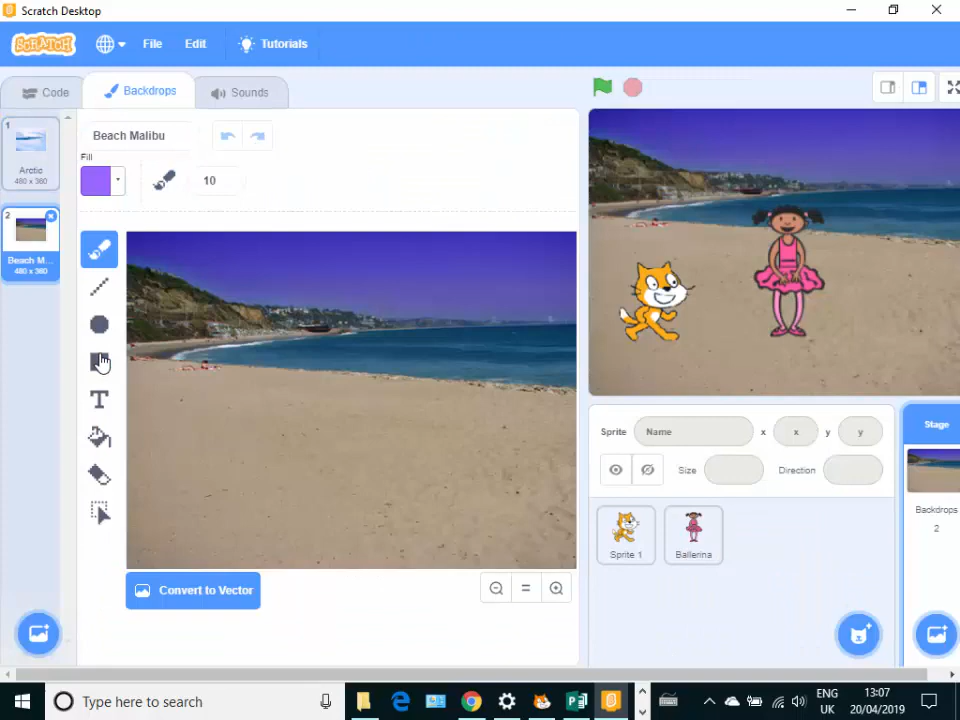 Scratch Desktop
SCRATCH
File
Edit
Tutorials
Code
Backdrops
Sounds
1
Arctic
480 x 360
2
Beach M...
480 x 360
Beach Malibu
Fill
10
T
Convert to Vector
Sprite
Name
x
x
y
y
Size
Direction
Sprite 1
Ballerina
Stage
Backdrops
2
Type here to search
ENG
UK
13:07
20/04/2019